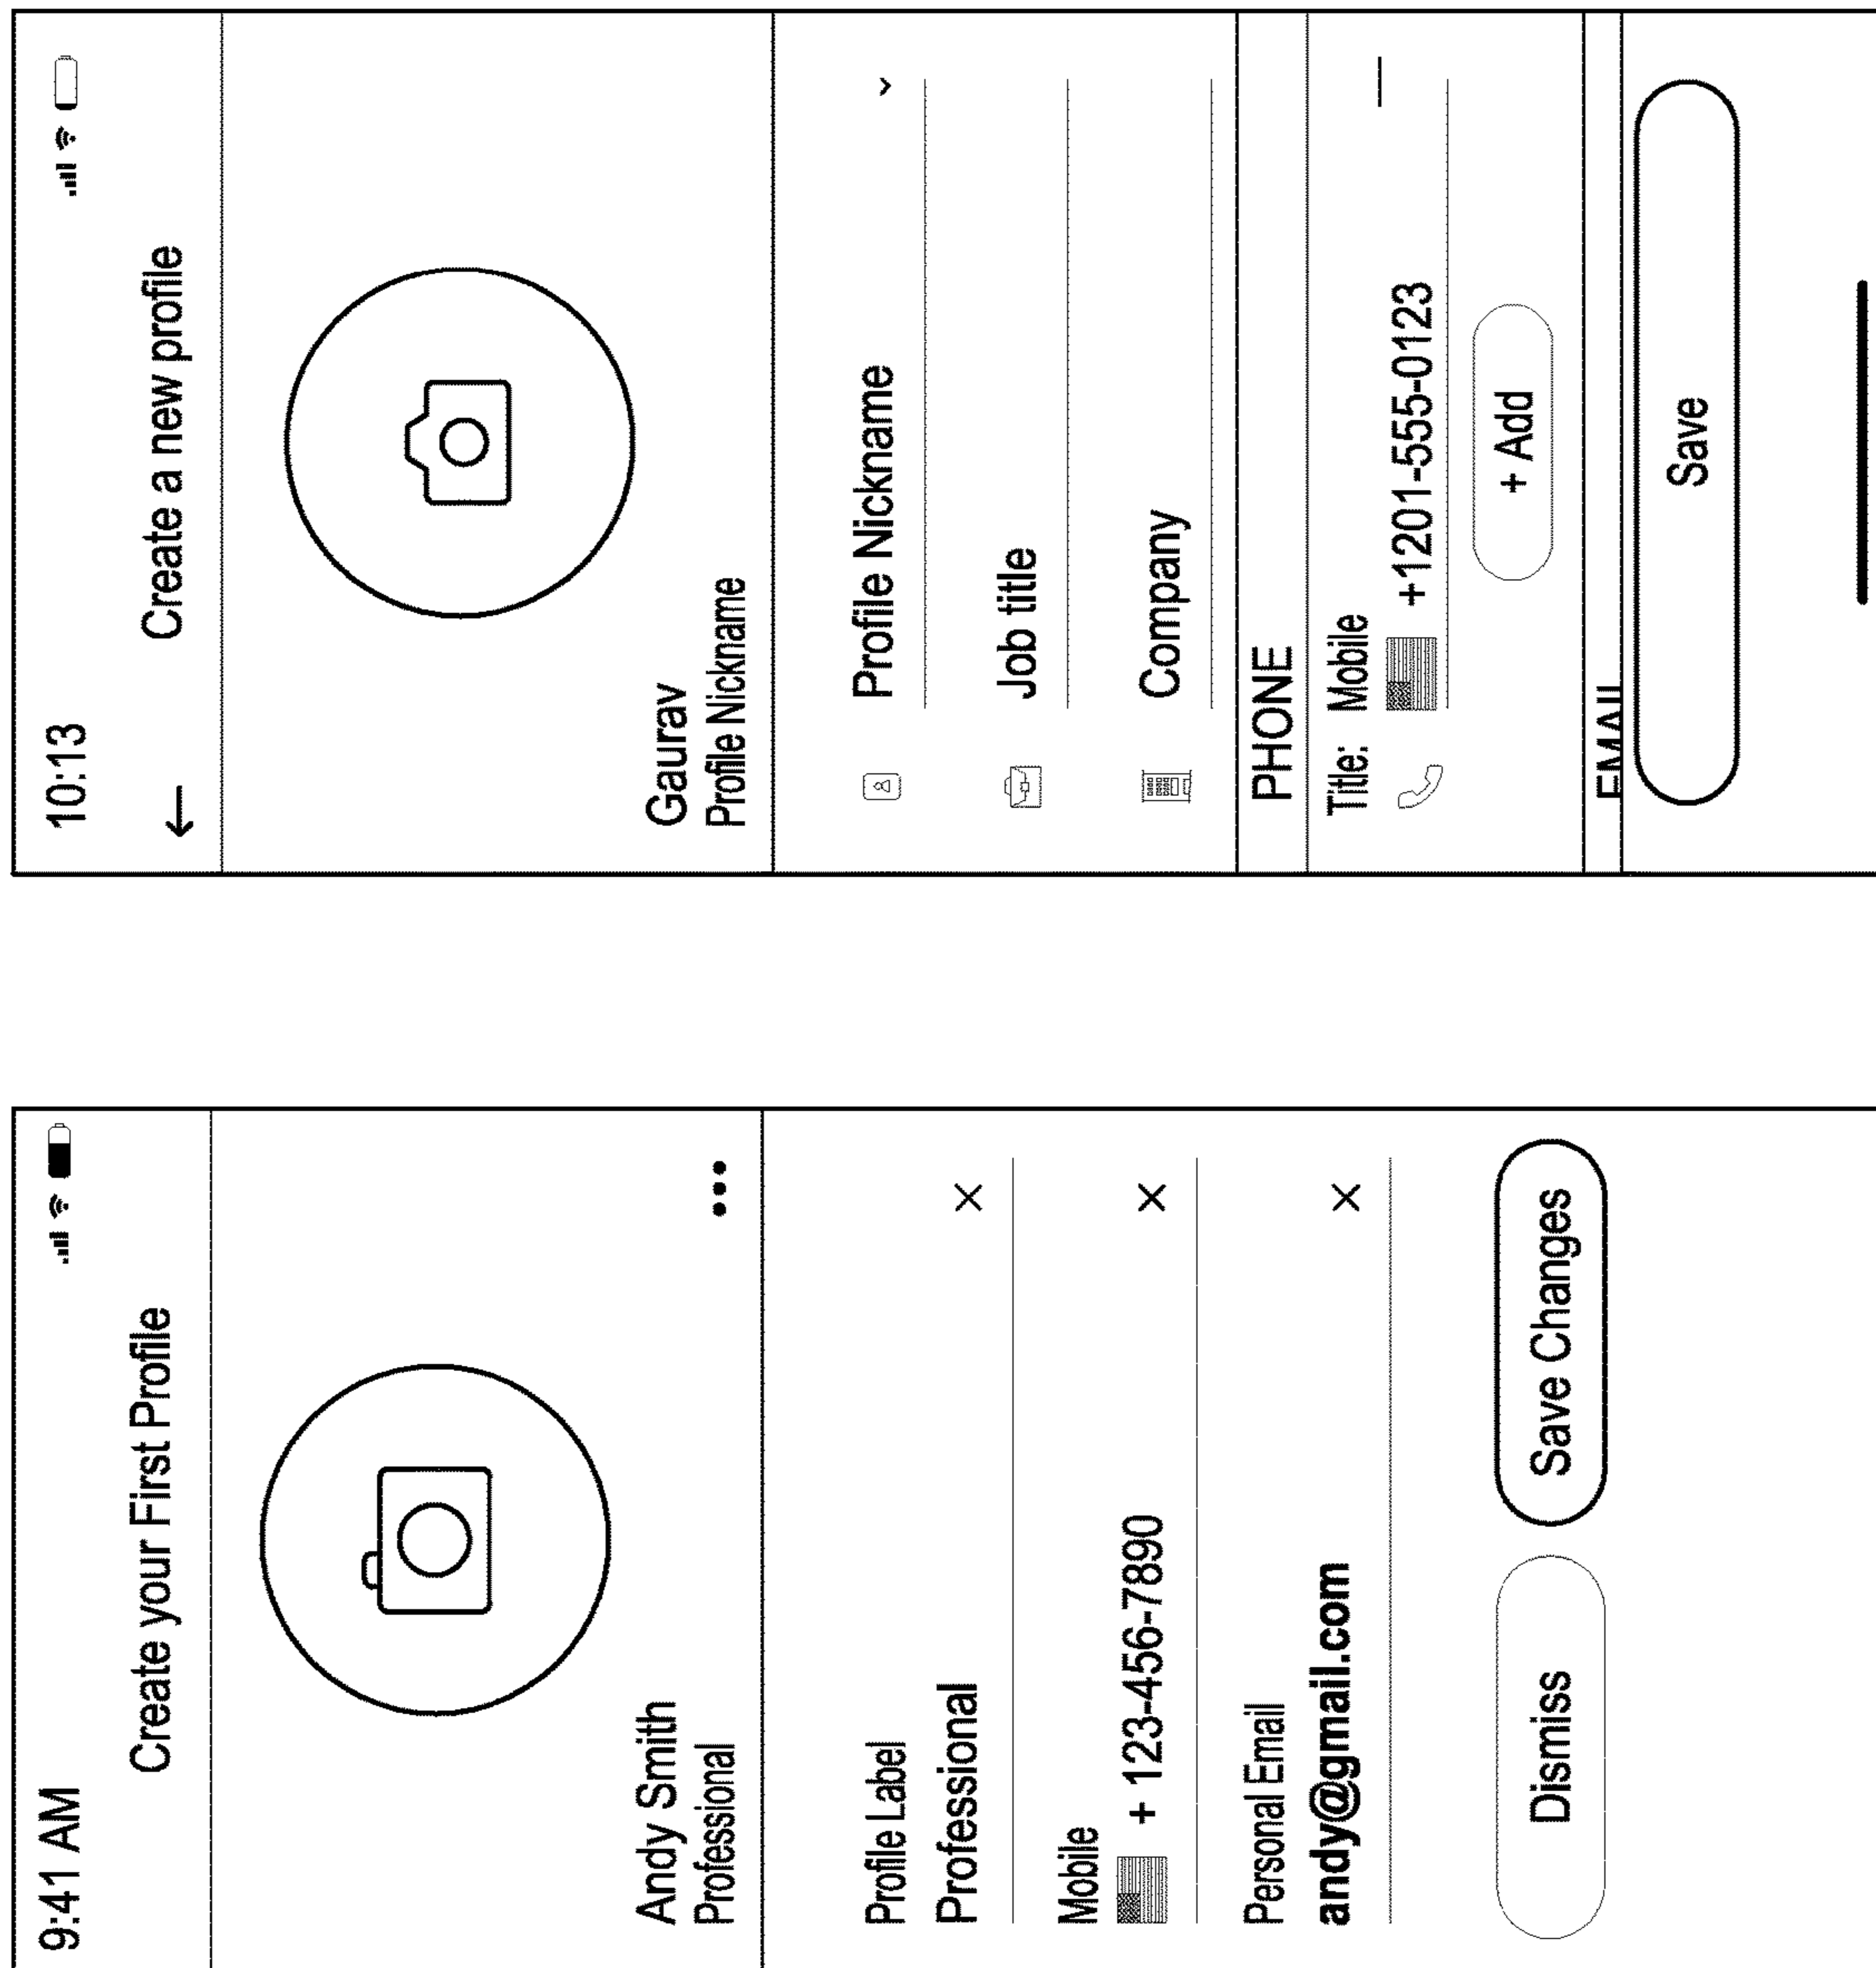 9:41 AM
Create your First Profile
Andy Smith
Professional
Profile Label
Professional
Mobile
+ 123-456-7890
Personal Email
andy@gmail.com
Dismiss
Save Changes
10:13
Create a new profile
Gaurav
Profile Nickname
Profile Nickname
Job title
Company
PHONE
Title: Mobile
+1201-555-0123
+ Add
EMAIL
Save